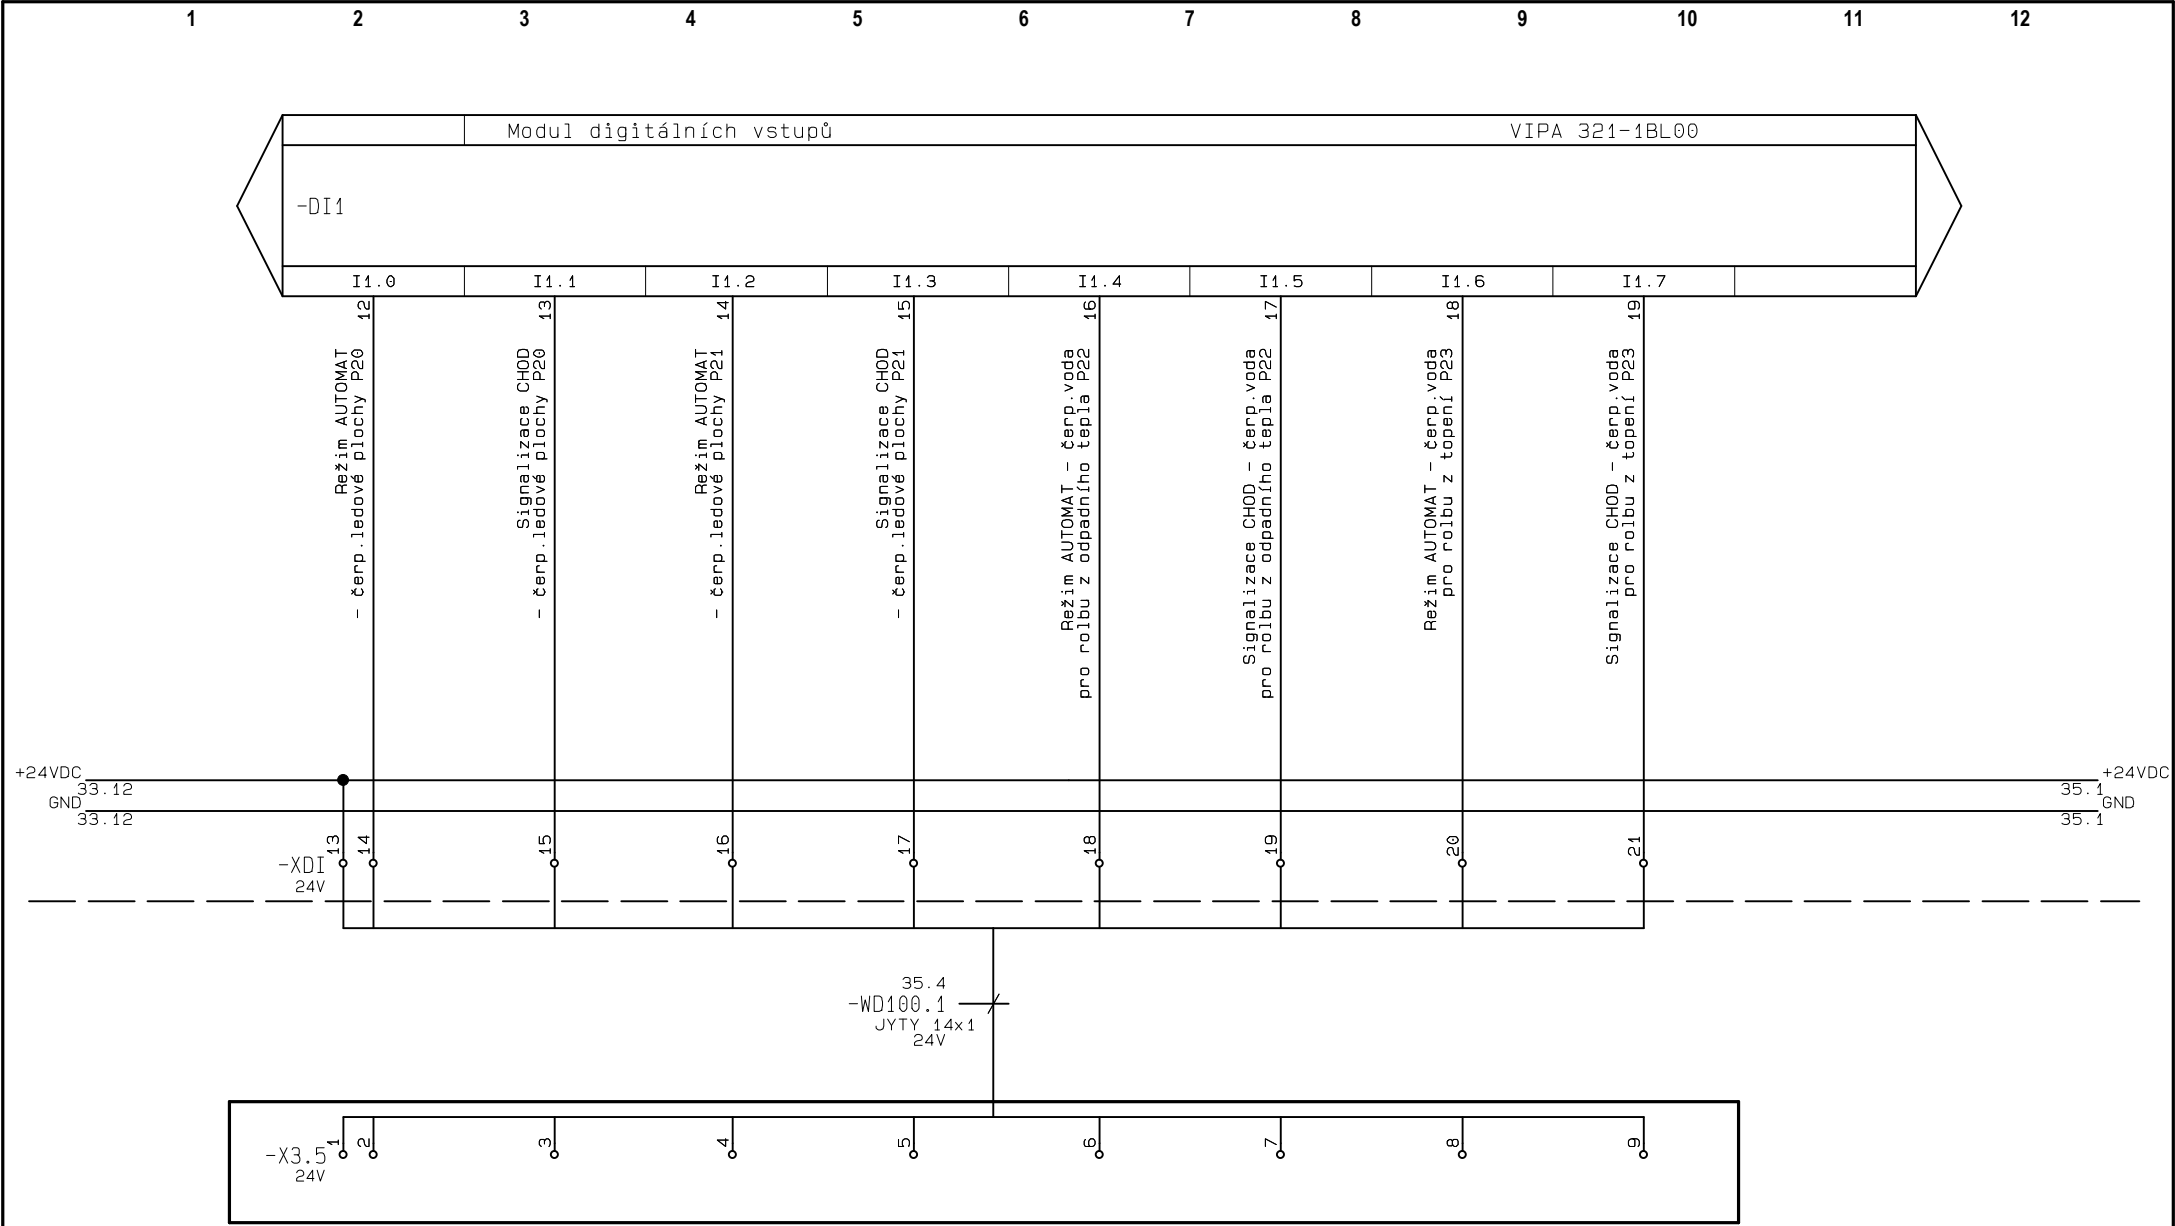 1 2 3 4 5 6 7 8 9 10 11 12
Modul digitálních vstupů VIPA 321-1BL00
-DI1
I1.0 I1.1 I1.2 I1.3 I1.4 I1.5 I1.6 I1.7
12 13 14 15 16 17 18 19
Režim AUTOMAT
- čerp.ledové plochy P20
Signalizace CHOD
- čerp.ledové plochy P20
Režim AUTOMAT
- čerp.ledové plochy P21
Signalizace CHOD
- čerp.ledové plochy P21
Režim AUTOMAT - čerp.voda
pro rolbu z odpadního tepla P22
Signalizace CHOD - čerp.voda
pro rolbu z odpadního tepla P22
Režim AUTOMAT - čerp.voda
pro rolbu z topení P23
Signalizace CHOD - čerp.voda
pro rolbu z topení P23
+24VDC +24VDC
33.12 35.1
GND GND
33.12 35.1
13 14 15 16 17 18 19 20 21
-XDI
24V
35.4
-WD100.1
JYTY 14x1
24V
1 2 3 4 5 6 7 8 9
-X3.5
24V